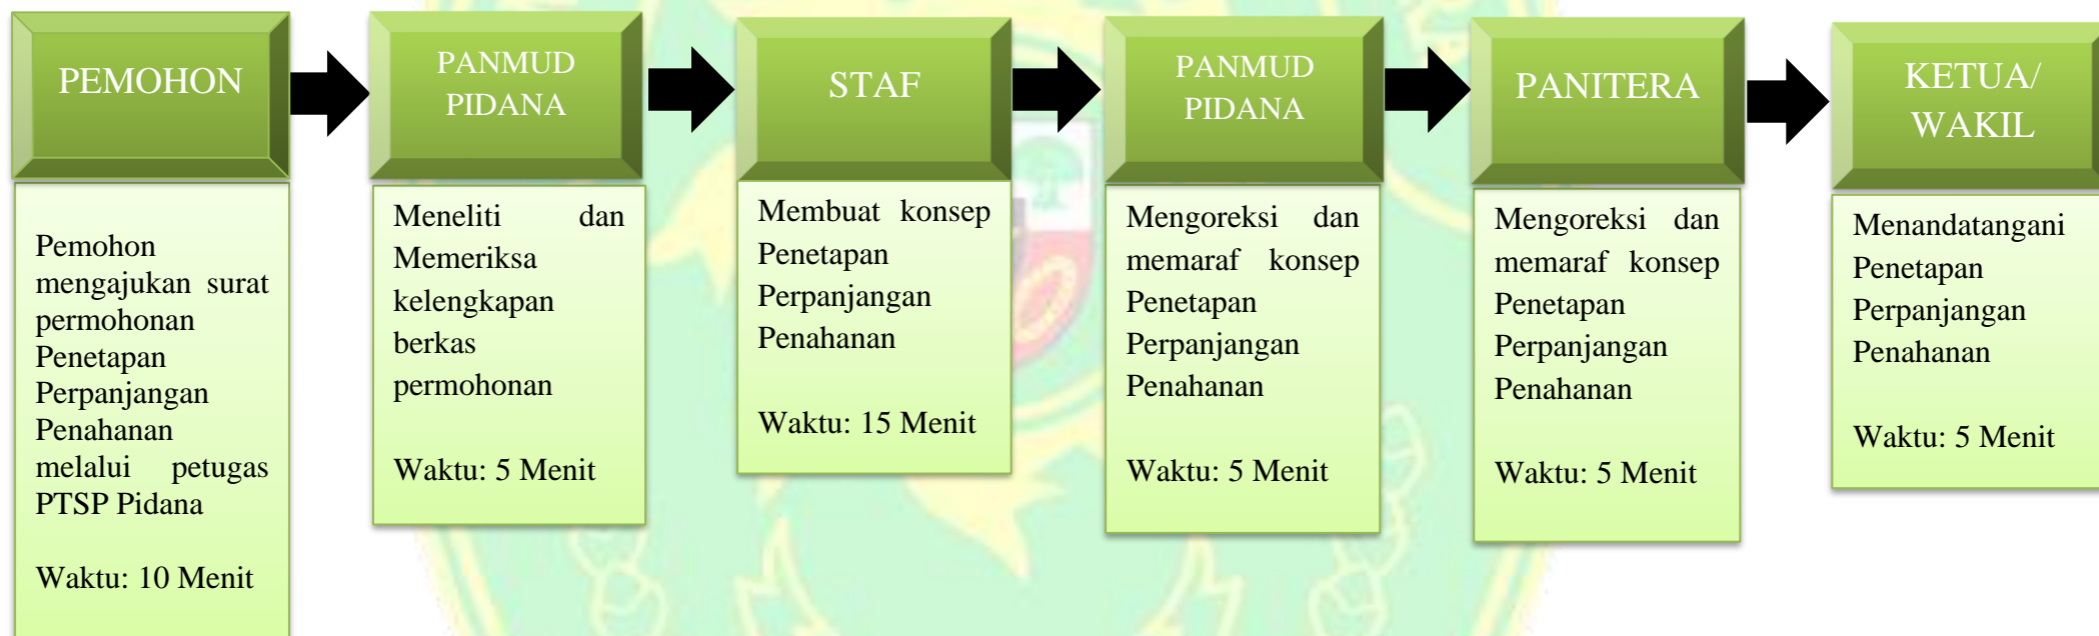 PEMOHON
Pemohon
mengajukan surat
permohonan
Penetapan
Perpanjangan
Penahanan
melalui petugas
PTSP Pidana
Waktu: 10 Menit
PANMUD
PIDANA
Meneliti dan
Memeriksa
kelengkapan
berkas
permohonan
Waktu: 5 Menit
STAF
Membuat konsep
Penetapan
Perpanjangan
Penahanan
Waktu: 15 Menit
PANMUD
PIDANA
Mengoreksi dan
memaraf konsep
Penetapan
Perpanjangan
Penahanan
Waktu: 5 Menit
PANITERA
Mengoreksi dan
memaraf konsep
Penetapan
Perpanjangan
Penahanan
Waktu: 5 Menit
KETUA/
WAKIL
Menandatangani
Penetapan
Perpanjangan
Penahanan
Waktu: 5 Menit